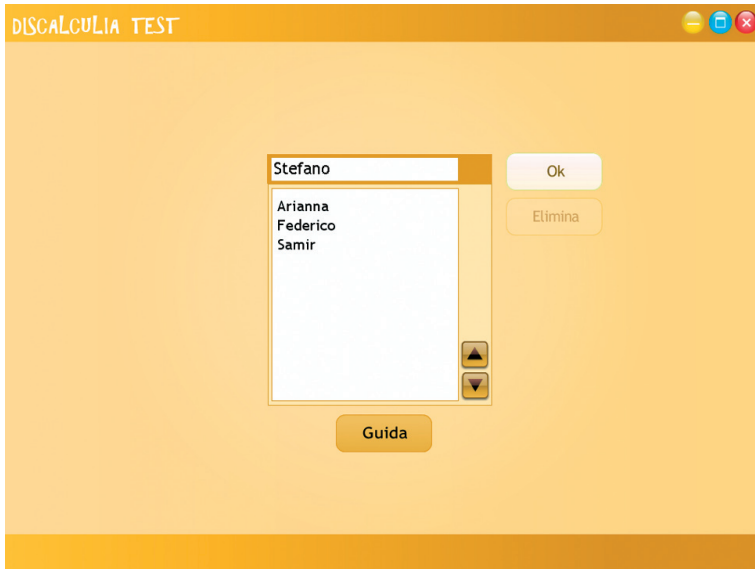 DISCALCULIA TEST
Stefano
Ok
Arianna
Elimina
Federico
Samir
Guida